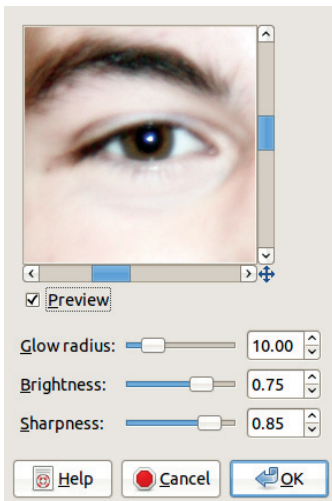 Preview
Glow radius: 10.00
Brightness: 0.75
Sharpness: 0.85
Help Cancel OK